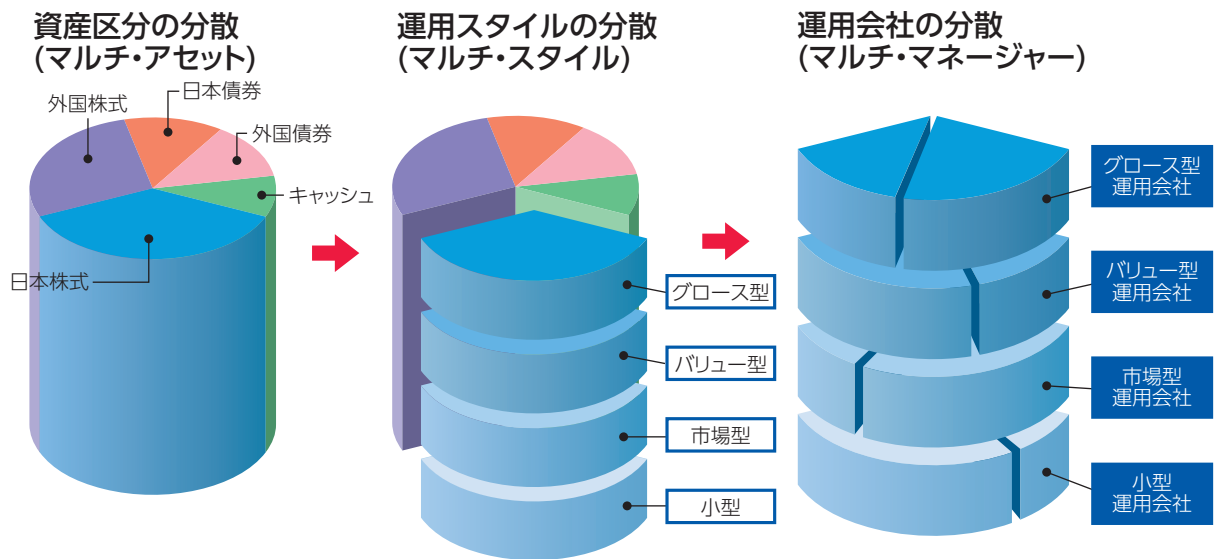 資産区分の分散
(マルチ・アセット)
外国株式
日本債券
外国債券
キャッシュ
日本株式
運用スタイルの分散
(マルチ・スタイル)
グロース型
バリュー型
市場型
小型
運用会社の分散
(マルチ・マネージャー)
グロース型
運用会社
バリュー型
運用会社
市場型
運用会社
小型
運用会社